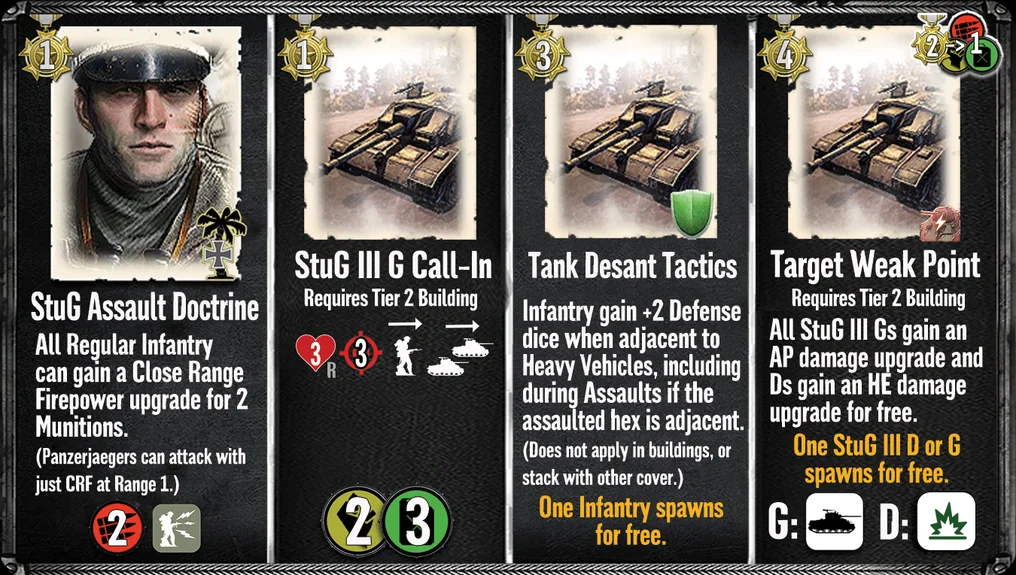 1
StuG Assault Doctrine
All Regular Infantry
can gain a Close Range
Firepower upgrade for 2
Munitions.
(Panzerjaegers can attack with
just CRF at Range 1.)
2
1
StuG III G Call-In
Requires Tier 2 Building
3 R 3
2 3
3
Tank Desant Tactics
Infantry gain +2 Defense
dice when adjacent to
Heavy Vehicles, including
during Assaults if the
assaulted hex is adjacent.
(Does not apply in buildings, or
stack with other cover.)
One Infantry spawns
for free.
4
2->1
Target Weak Point
Requires Tier 2 Building
All StuG III Gs gain an
AP damage upgrade and
Ds gain an HE damage
upgrade for free.
One StuG III D or G
spawns for free.
G: D: